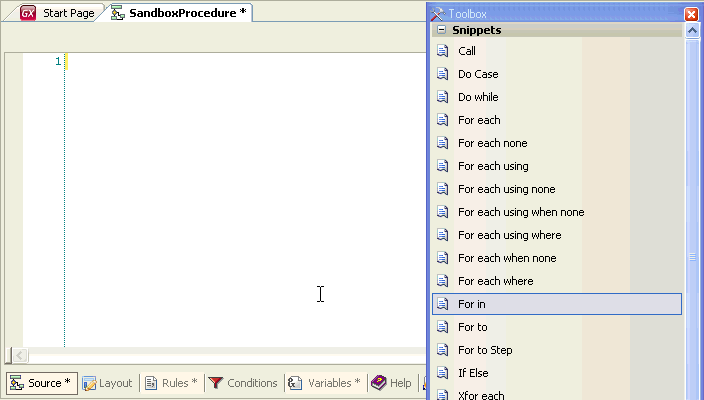 GX Start Page
SandboxProcedure *
Toolbox
Snippets
1
Call
Do Case
Do while
For each
For each none
For each using
For each using none
For each using when none
For each using where
For each when none
For each where
For in
For to
For to Step
If Else
Xfor each
Source * Layout Rules * Conditions Variables * Help